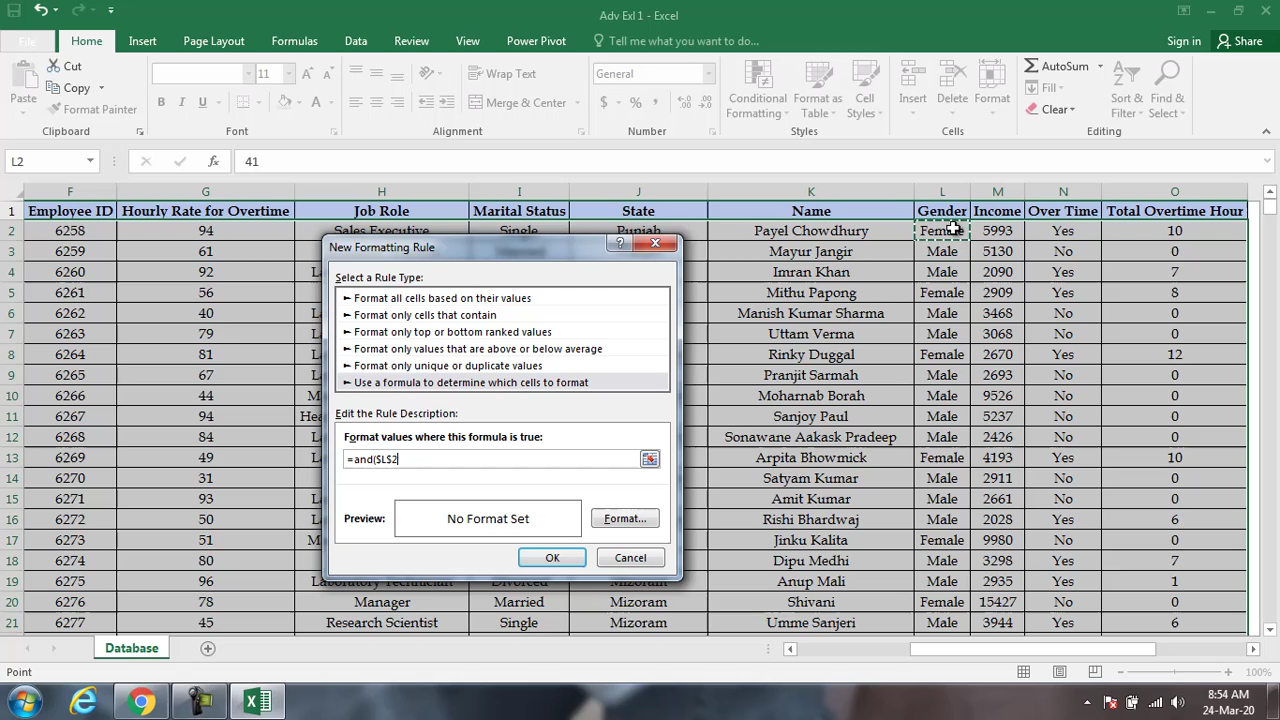 Adv Exl 1 - Excel
File Home Insert Page Layout Formulas Data Review View Power Pivot Tell me what you want to do... Sign in Share
Paste Cut Copy Format Painter Clipboard
11 B I U A A A Font
Wrap Text Merge & Center Alignment
General $ % , Number
Conditional Formatting Format as Table Cell Styles Styles
Insert Delete Format Cells
AutoSum Fill Clear Sort & Filter Find & Select Editing
L2 fx 41
F G H I J K L M N O
1 Employee ID Hourly Rate for Overtime Job Role Marital Status State Name Gender Income Over Time Total Overtime Hour
2 6258 94 Sales Executive Single Punjab Payel Chowdhury Female 5993 Yes 10
3 6259 61 Mayur Jangir Male 5130 No 0
4 6260 92 Imran Khan Male 2090 Yes 7
5 6261 56 Mithu Papong Female 2909 Yes 8
6 6262 40 Manish Kumar Sharma Male 3468 No 0
7 6263 79 Uttam Verma Male 3068 No 0
8 6264 81 Rinky Duggal Female 2670 Yes 12
9 6265 67 Pranjit Sarmah Male 2693 No 0
10 6266 44 Moharnab Borah Male 9526 No 0
11 6267 94 Sanjoy Paul Male 5237 No 0
12 6268 84 Sonawane Aakask Pradeep Male 2426 No 0
13 6269 49 Arpita Bhowmick Female 4193 Yes 10
14 6270 31 Satyam Kumar Male 2911 No 0
15 6271 93 Amit Kumar Male 2661 No 0
16 6272 50 Rishi Bhardwaj Male 2028 Yes 6
17 6273 51 Jinku Kalita Male 9980 No 0
18 6274 80 Dipu Medhi Male 3298 Yes 7
19 6275 96 Laboratory Technician Divorced Mizoram Anup Mali Male 2935 Yes 1
20 6276 78 Manager Married Mizoram Shivani Female 15427 No 0
21 6277 45 Research Scientist Single Mizoram Umme Sanjeri Male 3944 Yes 6
New Formatting Rule
Select a Rule Type:
► Format all cells based on their values
► Format only cells that contain
► Format only top or bottom ranked values
► Format only values that are above or below average
► Format only unique or duplicate values
► Use a formula to determine which cells to format
Edit the Rule Description:
Format values where this formula is true:
=and($L$2
Preview: No Format Set Format...
OK Cancel
Database
Point 100%
8:54 AM
24-Mar-20